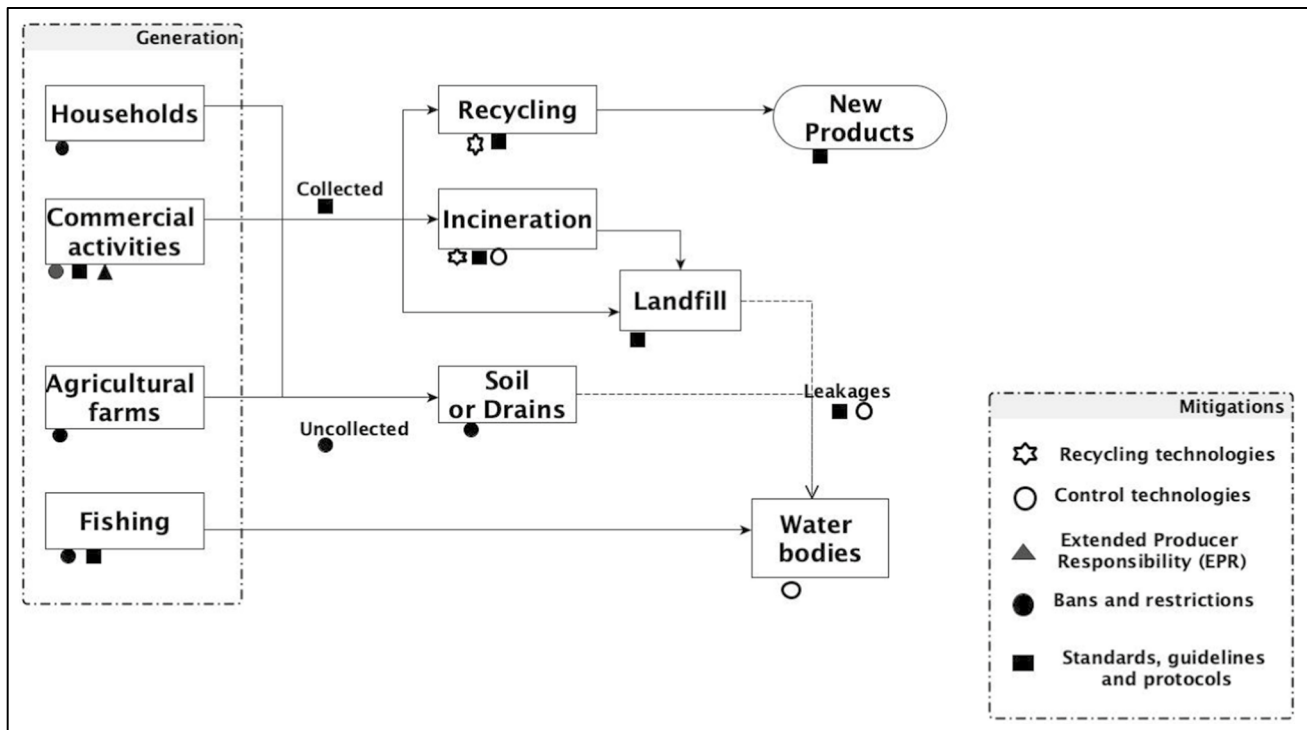 Generation
Households
Commercial
activities
Agricultural
farms
Fishing
Collected
Uncollected
Recycling
Incineration
Landfill
Soil
or Drains
New
Products
Leakages
Water
bodies
Mitigations
Recycling technologies
Control technologies
Extended Producer
Responsibility (EPR)
Bans and restrictions
Standards, guidelines
and protocols